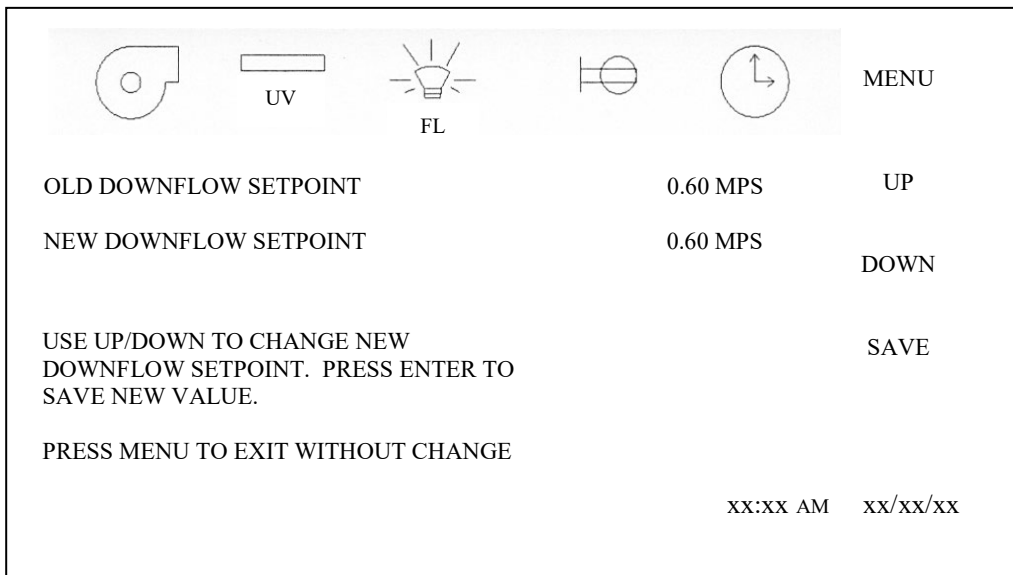 UV
FL
MENU
OLD DOWNFLOW SETPOINT 0.60 MPS UP
NEW DOWNFLOW SETPOINT 0.60 MPS
DOWN
USE UP/DOWN TO CHANGE NEW
DOWNFLOW SETPOINT. PRESS ENTER TO
SAVE NEW VALUE.
SAVE
PRESS MENU TO EXIT WITHOUT CHANGE
xx:xx AM xx/xx/xx